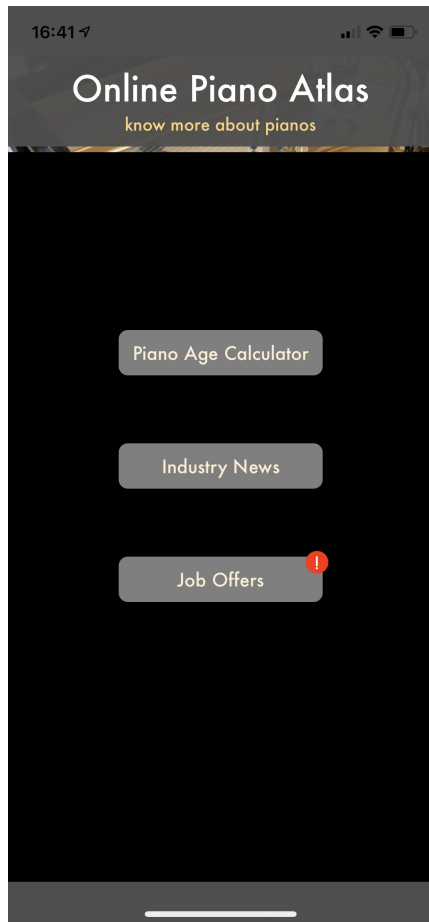 16:41
Online Piano Atlas
know more about pianos
Piano Age Calculator
Industry News
!
Job Offers